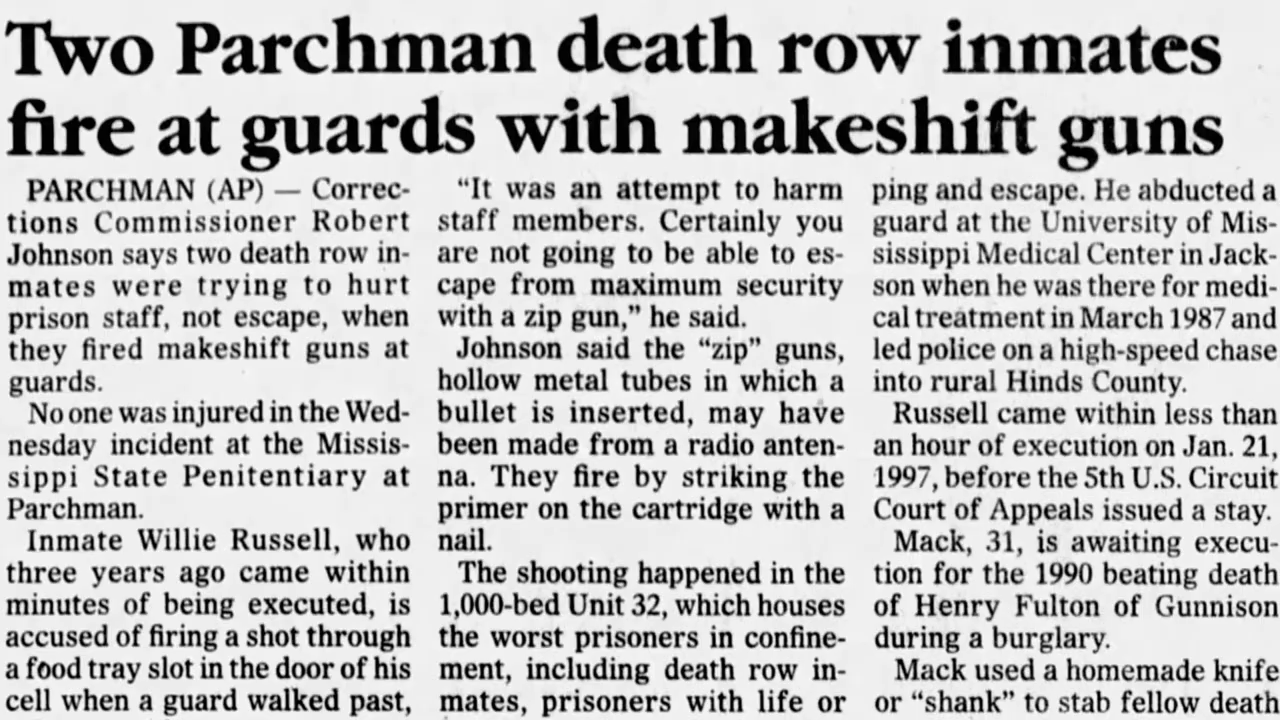 Two Parchman death row inmates
fire at guards with makeshift guns
PARCHMAN (AP) — Correc-
tions Commissioner Robert
Johnson says two death row in-
mates were trying to hurt
prison staff, not escape, when
they fired makeshift guns at
guards.
No one was injured in the Wed-
nesday incident at the Missis-
sippi State Penitentiary at
Parchman.
Inmate Willie Russell, who
three years ago came within
minutes of being executed, is
accused of firing a shot through
a food tray slot in the door of his
cell when a guard walked past,
“It was an attempt to harm
staff members. Certainly you
are not going to be able to es-
cape from maximum security
with a zip gun,” he said.
Johnson said the “zip” guns,
hollow metal tubes in which a
bullet is inserted, may have
been made from a radio anten-
na. They fire by striking the
primer on the cartridge with a
nail.
The shooting happened in the
1,000-bed Unit 32, which houses
the worst prisoners in confine-
ment, including death row in-
mates, prisoners with life or
ping and escape. He abducted a
guard at the University of Mis-
sissippi Medical Center in Jack-
son when he was there for medi-
cal treatment in March 1987 and
led police on a high-speed chase
into rural Hinds County.
Russell came within less than
an hour of execution on Jan. 21,
1997, before the 5th U.S. Circuit
Court of Appeals issued a stay.
Mack, 31, is awaiting execu-
tion for the 1990 beating death
of Henry Fulton of Gunnison
during a burglary.
Mack used a homemade knife
or “shank” to stab fellow death